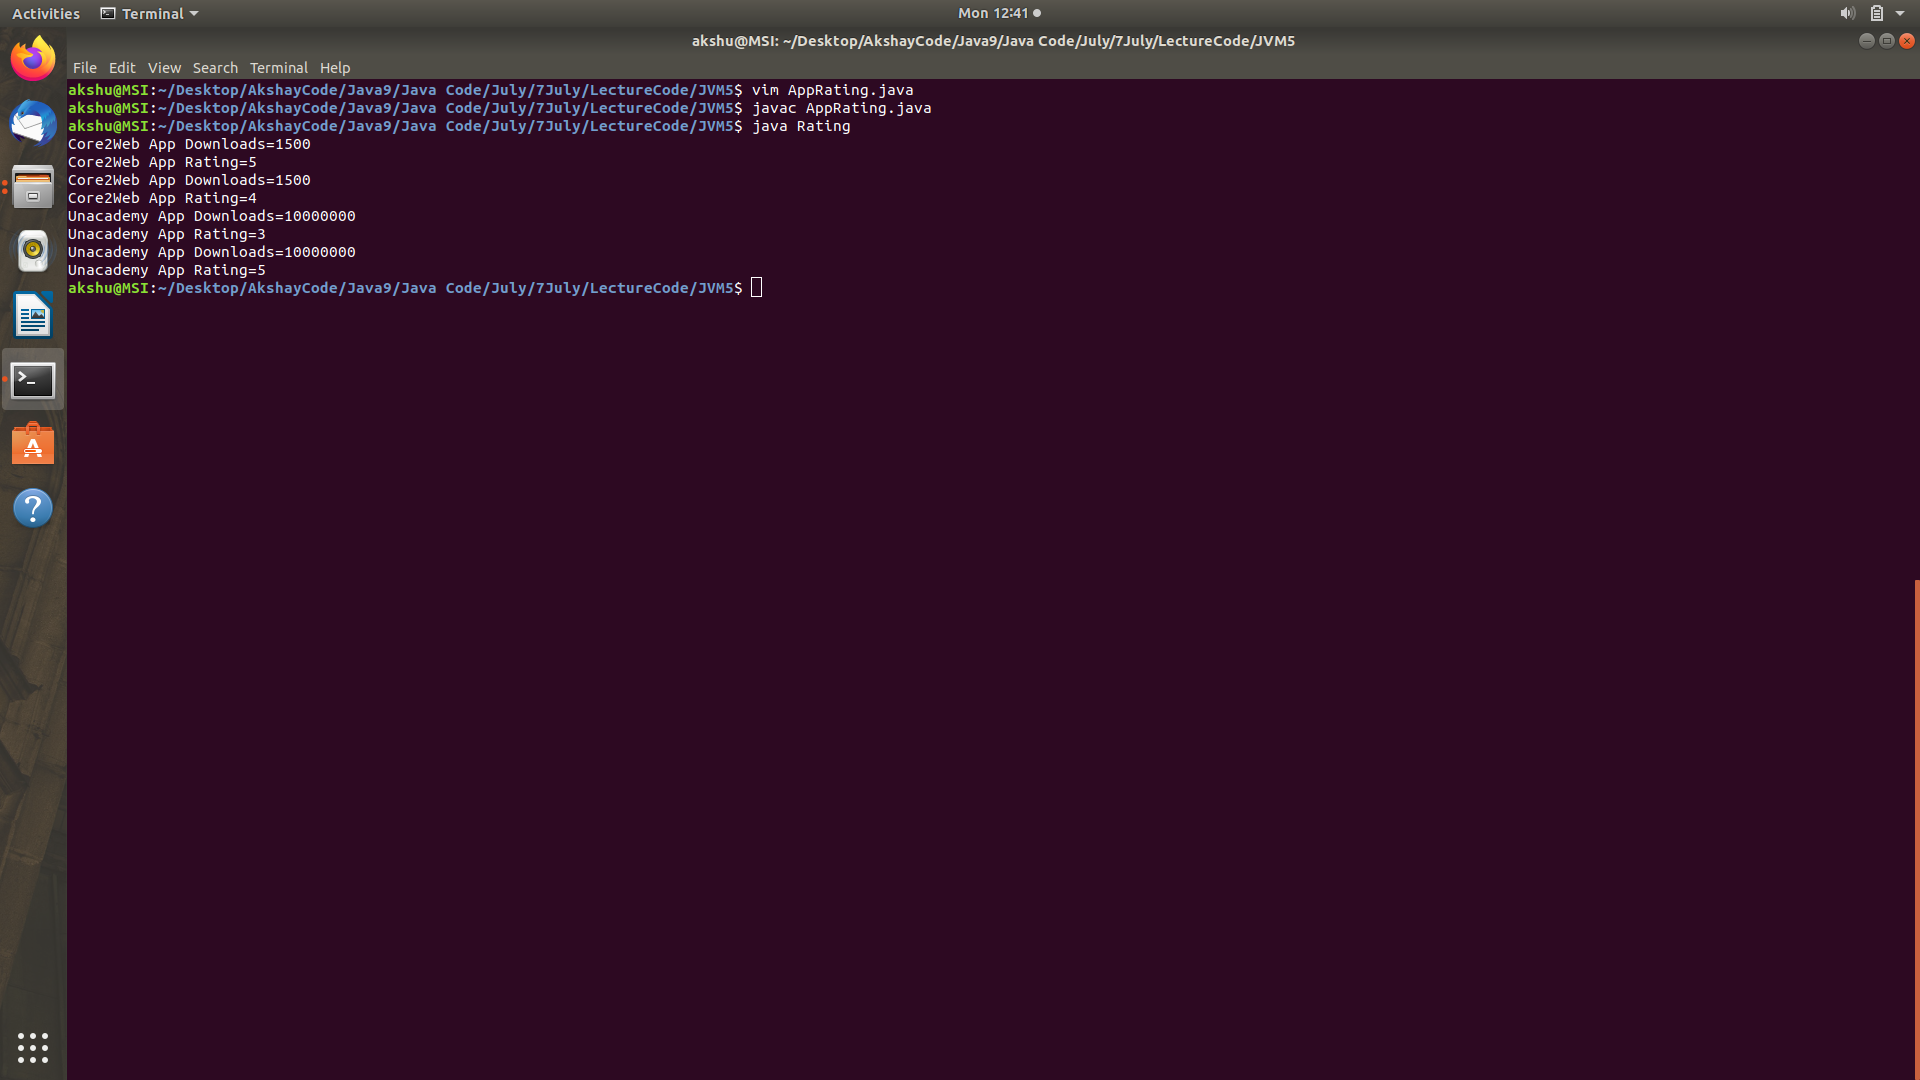 Activities Terminal Mon 12:41
akshu@MSI: ~/Desktop/AkshayCode/Java9/Java Code/July/7July/LectureCode/JVM5
File Edit View Search Terminal Help
akshu@MSI:~/Desktop/AkshayCode/Java9/Java Code/July/7July/LectureCode/JVM5$ vim AppRating.java
akshu@MSI:~/Desktop/AkshayCode/Java9/Java Code/July/7July/LectureCode/JVM5$ javac AppRating.java
akshu@MSI:~/Desktop/AkshayCode/Java9/Java Code/July/7July/LectureCode/JVM5$ java Rating
Core2Web App Downloads=1500
Core2Web App Rating=5
Core2Web App Downloads=1500
Core2Web App Rating=4
Unacademy App Downloads=10000000
Unacademy App Rating=3
Unacademy App Downloads=10000000
Unacademy App Rating=5
akshu@MSI:~/Desktop/AkshayCode/Java9/Java Code/July/7July/LectureCode/JVM5$